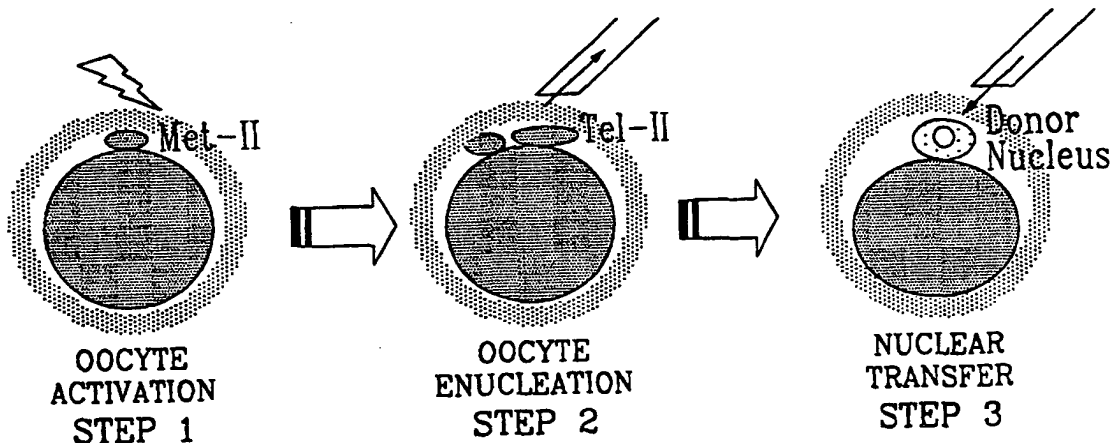 Met-II
OOCYTE
ACTIVATION
STEP 1
Tel-II
OOCYTE
ENUCLEATION
STEP 2
Donor
Nucleus
NUCLEAR
TRANSFER
STEP 3